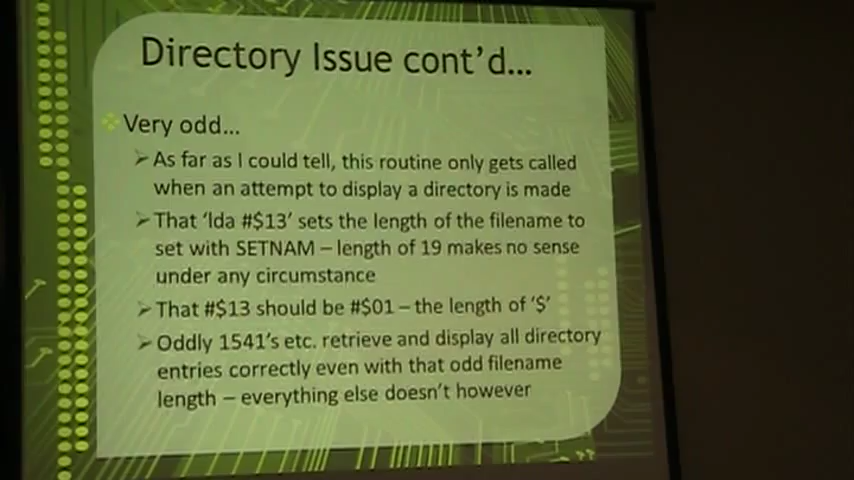 Directory Issue cont'd...
Very odd...
As far as I could tell, this routine only gets called
when an attempt to display a directory is made
That 'lda #$13' sets the length of the filename to
set with SETNAM – length of 19 makes no sense
under any circumstance
That #$13 should be #$01 – the length of '$'
Oddly 1541's etc. retrieve and display all directory
entries correctly even with that odd filename
length – everything else doesn't however